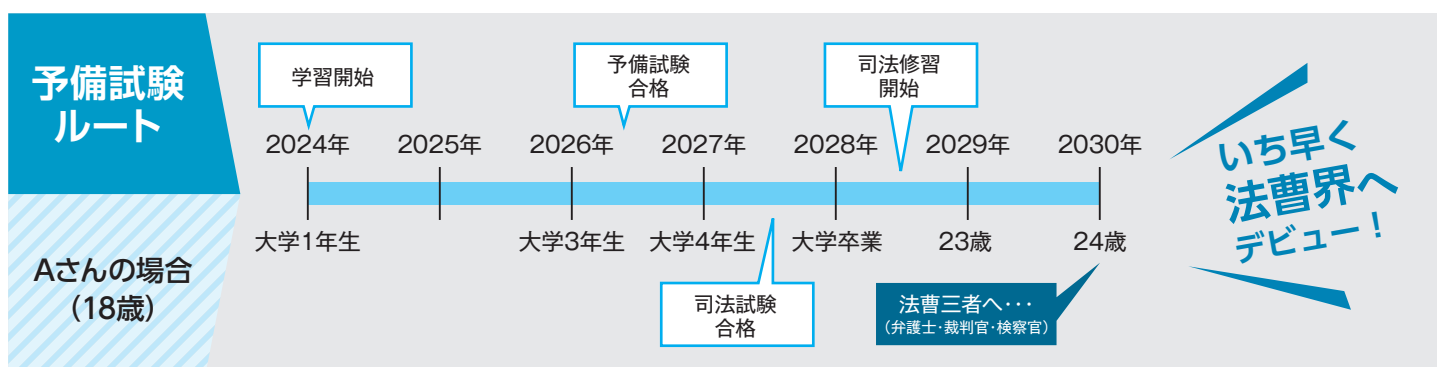 予備試験
ルート
Aさんの場合
(18歳)
学習開始
予備試験
合格
司法修習
開始
2024年
2025年
2026年
2027年
2028年
2029年
2030年
大学1年生
大学3年生
大学4年生
大学卒業
23歳
24歳
司法試験
合格
法曹三者へ・・・
(弁護士・裁判官・検察官)
いち早く
法曹界へ
デビュー！